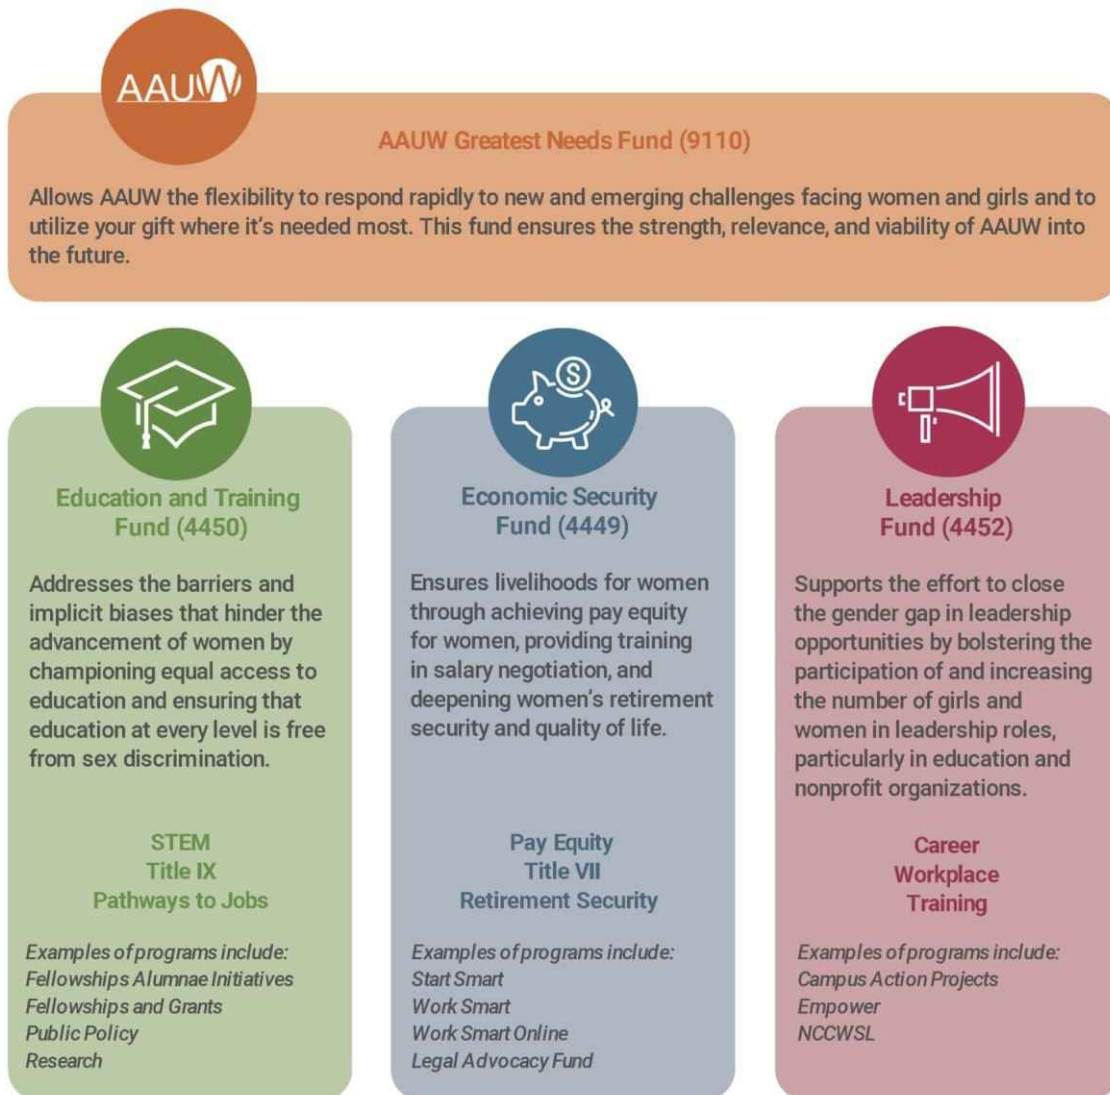 AAUW
AAUW Greatest Needs Fund (9110)
Allows AAUW the flexibility to respond rapidly to new and emerging challenges facing women and girls and to
utilize your gift where it's needed most. This fund ensures the strength, relevance, and viability of AAUW into
the future.
Education and Training
Fund (4450)
Addresses the barriers and
implicit biases that hinder the
advancement of women by
championing equal access to
education and ensuring that
education at every level is free
from sex discrimination.
STEM
Title IX
Pathways to Jobs
Examples of programs include:
Fellowships Alumnae Initiatives
Fellowships and Grants
Public Policy
Research
S
Economic Security
Fund (4449)
Ensures livelihoods for women
through achieving pay equity
for women, providing training
in salary negotiation, and
deepening women's retirement
security and quality of life.
Pay Equity
Title VII
Retirement Security
Examples of programs include:
Start Smart
Work Smart
Work Smart Online
Legal Advocacy Fund
Leadership
Fund (4452)
Supports the effort to close
the gender gap in leadership
opportunities by bolstering the
participation of and increasing
the number of girls and
women in leadership roles,
particularly in education and
nonprofit organizations.
Career
Workplace
Training
Examples of programs include:
Campus Action Projects
Empower
NCCWSL